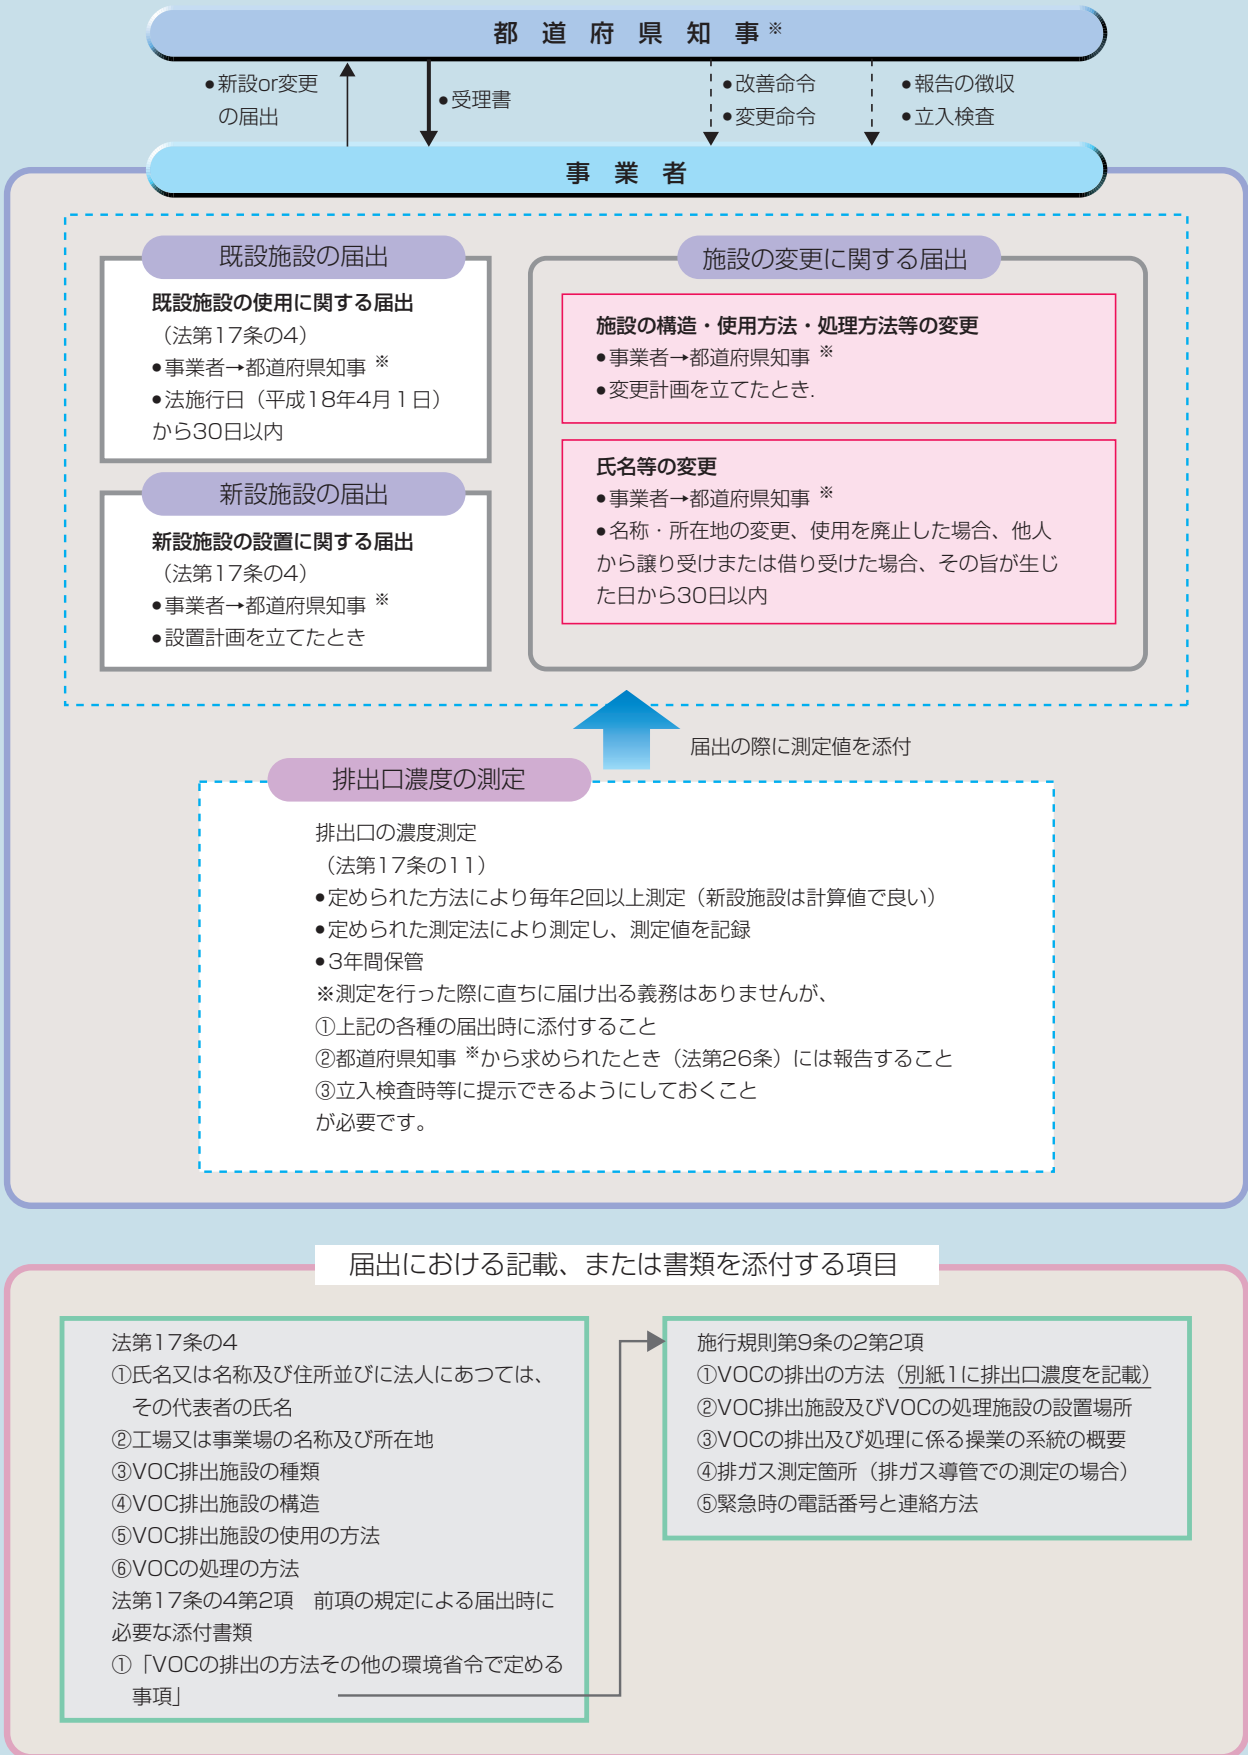 都道府県知事※
●新設or変更
の届出
●受理書
●改善命令
●変更命令
●報告の徴収
●立入検査
事業者
既設施設の届出
既設施設の使用に関する届出
（法第17条の4）
●事業者→都道府県知事※
●法施行日（平成18年4月1日）
から30日以内
新設施設の届出
新設施設の設置に関する届出
（法第17条の4）
●事業者→都道府県知事※
●設置計画を立てたとき
施設の変更に関する届出
施設の構造・使用方法・処理方法等の変更
●事業者→都道府県知事※
●変更計画を立てたとき.
氏名等の変更
●事業者→都道府県知事※
●名称・所在地の変更、使用を廃止した場合、他人
から譲り受けまたは借り受けた場合、その旨が生じ
た日から30日以内
届出の際に測定値を添付
排出口濃度の測定
排出口の濃度測定
（法第17条の11）
●定められた方法により毎年2回以上測定（新設施設は計算値で良い）
●定められた測定法により測定し、測定値を記録
●3年間保管
※測定を行った際に直ちに届け出る義務はありませんが、
①上記の各種の届出時に添付すること
②都道府県知事※から求められたとき（法第26条）には報告すること
③立入検査時等に提示できるようにしておくこと
が必要です。
届出における記載、または書類を添付する項目
法第17条の4
①氏名又は名称及び住所並びに法人にあつては、
その代表者の氏名
②工場又は事業場の名称及び所在地
③VOC排出施設の種類
④VOC排出施設の構造
⑤VOC排出施設の使用の方法
⑥VOCの処理の方法
法第17条の4第2項　前項の規定による届出時に
必要な添付書類
①「VOCの排出の方法その他の環境省令で定める
事項」
施行規則第9条の2第2項
①VOCの排出の方法（別紙1に排出口濃度を記載）
②VOC排出施設及びVOCの処理施設の設置場所
③VOCの排出及び処理に係る操業の系統の概要
④排ガス測定箇所（排ガス導管での測定の場合）
⑤緊急時の電話番号と連絡方法